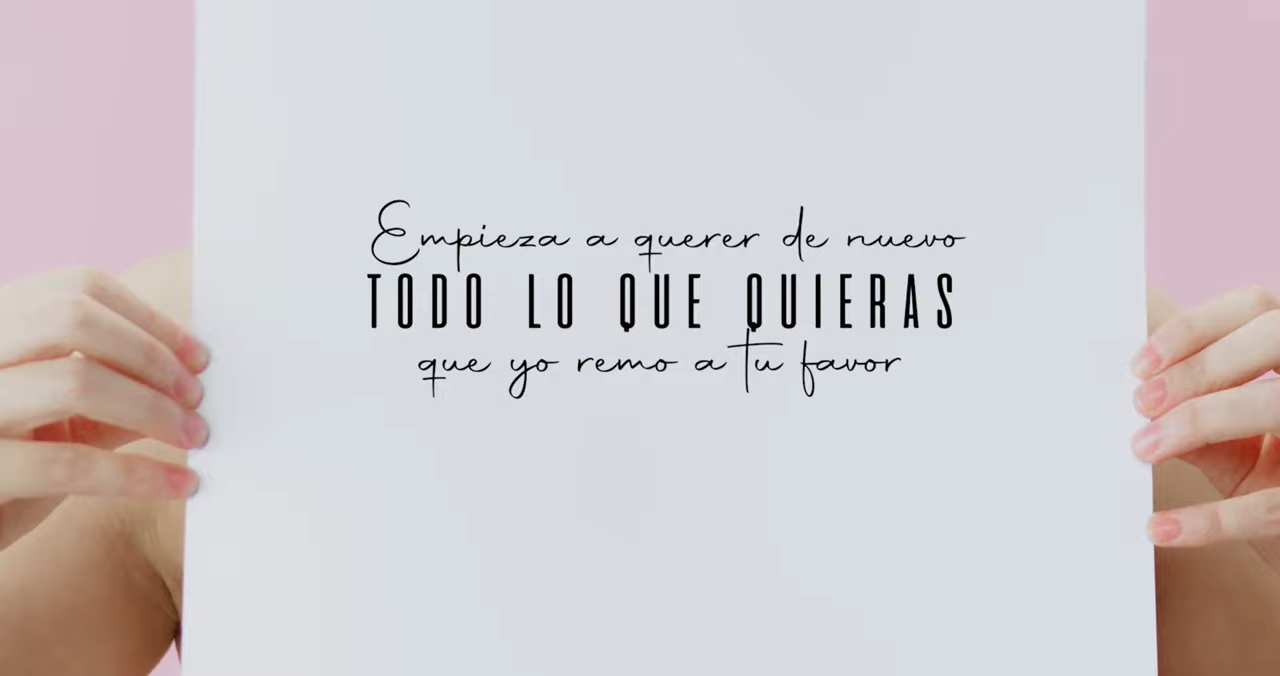 Empieza a querer de nuevo
TODO LO QUE QUIERAS
que yo remo a tu favor